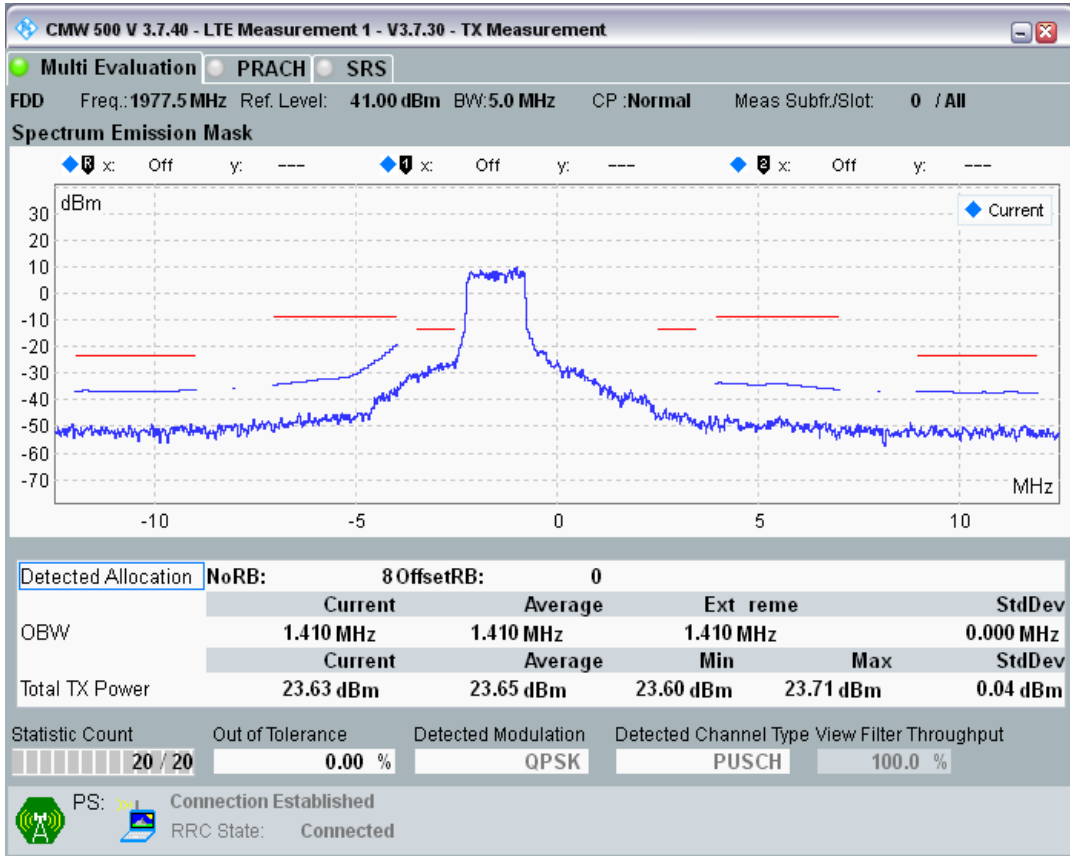 CMW 500 V 3.7.40 - LTE Measurement 1 - V3.7.30 - TX Measurement
Multi Evaluation PRACH SRS
FDD Freq.: 1977.5 MHz Ref. Level: 41.00 dBm BW: 5.0 MHz CP : Normal Meas Subfr./Slot: 0 / All
Spectrum Emission Mask
R x: Off y: --- 1 x: Off y: --- 2 x: Off y: ---
dBm
Current
30
20
10
0
-10
-20
-30
-40
-50
-60
-70
MHz
-10 -5 0 5 10
Detected Allocation NoRB: 8 OffsetRB: 0
Current Average Ext reme StdDev
OBW 1.410 MHz 1.410 MHz 1.410 MHz 0.000 MHz
Current Average Min Max StdDev
Total TX Power 23.63 dBm 23.65 dBm 23.60 dBm 23.71 dBm 0.04 dBm
Statistic Count Out of Tolerance Detected Modulation Detected Channel Type View Filter Throughput
20 / 20 0.00 % QPSK PUSCH 100.0 %
PS: Connection Established
RRC State: Connected